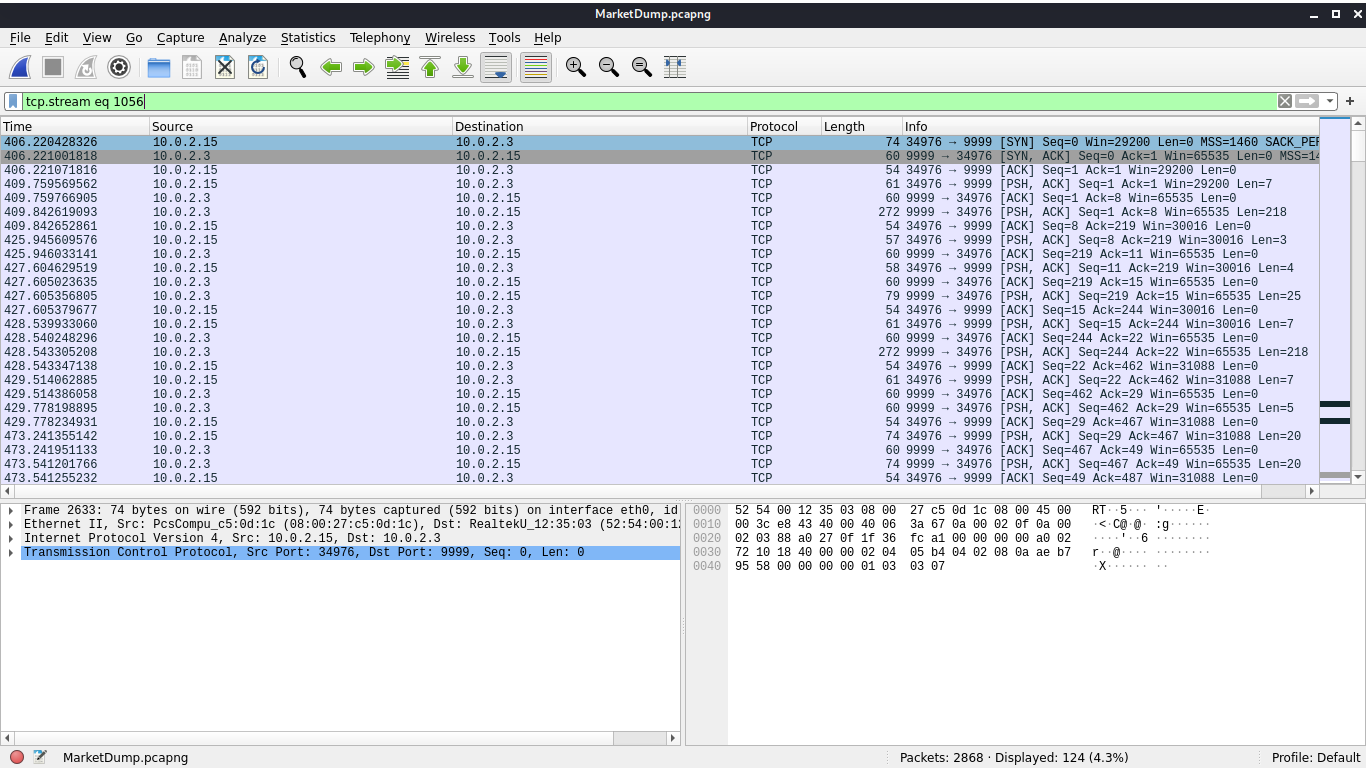 MarketDump.pcapng
File Edit View Go Capture Analyze Statistics Telephony Wireless Tools Help
tcp.stream eq 1056
Time Source Destination Protocol Length Info
406.220428326 10.0.2.15 10.0.2.3 TCP 74 34976 → 9999 [SYN] Seq=0 Win=29200 Len=0 MSS=1460 SACK_PER
406.221001818 10.0.2.3 10.0.2.15 TCP 60 9999 → 34976 [SYN, ACK] Seq=0 Ack=1 Win=65535 Len=0 MSS=14
406.221071816 10.0.2.15 10.0.2.3 TCP 54 34976 → 9999 [ACK] Seq=1 Ack=1 Win=29200 Len=0
409.759569562 10.0.2.15 10.0.2.3 TCP 61 34976 → 9999 [PSH, ACK] Seq=1 Ack=1 Win=29200 Len=7
409.759766905 10.0.2.3 10.0.2.15 TCP 60 9999 → 34976 [ACK] Seq=1 Ack=8 Win=65535 Len=0
409.842619093 10.0.2.3 10.0.2.15 TCP 272 9999 → 34976 [PSH, ACK] Seq=1 Ack=8 Win=65535 Len=218
409.842652861 10.0.2.15 10.0.2.3 TCP 54 34976 → 9999 [ACK] Seq=8 Ack=219 Win=30016 Len=0
425.945609576 10.0.2.15 10.0.2.3 TCP 57 34976 → 9999 [PSH, ACK] Seq=8 Ack=219 Win=30016 Len=3
425.946033141 10.0.2.3 10.0.2.15 TCP 60 9999 → 34976 [ACK] Seq=219 Ack=11 Win=65535 Len=0
427.604629519 10.0.2.15 10.0.2.3 TCP 58 34976 → 9999 [PSH, ACK] Seq=11 Ack=219 Win=30016 Len=4
427.605023635 10.0.2.3 10.0.2.15 TCP 60 9999 → 34976 [ACK] Seq=219 Ack=15 Win=65535 Len=0
427.605356805 10.0.2.3 10.0.2.15 TCP 79 9999 → 34976 [PSH, ACK] Seq=219 Ack=15 Win=65535 Len=25
427.605379677 10.0.2.15 10.0.2.3 TCP 54 34976 → 9999 [ACK] Seq=15 Ack=244 Win=30016 Len=0
428.539933060 10.0.2.15 10.0.2.3 TCP 61 34976 → 9999 [PSH, ACK] Seq=15 Ack=244 Win=30016 Len=7
428.540248296 10.0.2.3 10.0.2.15 TCP 60 9999 → 34976 [ACK] Seq=244 Ack=22 Win=65535 Len=0
428.543305208 10.0.2.3 10.0.2.15 TCP 272 9999 → 34976 [PSH, ACK] Seq=244 Ack=22 Win=65535 Len=218
428.543347138 10.0.2.15 10.0.2.3 TCP 54 34976 → 9999 [ACK] Seq=22 Ack=462 Win=31088 Len=0
429.514062885 10.0.2.15 10.0.2.3 TCP 61 34976 → 9999 [PSH, ACK] Seq=22 Ack=462 Win=31088 Len=7
429.514386058 10.0.2.3 10.0.2.15 TCP 60 9999 → 34976 [ACK] Seq=462 Ack=29 Win=65535 Len=0
429.778198895 10.0.2.3 10.0.2.15 TCP 60 9999 → 34976 [PSH, ACK] Seq=462 Ack=29 Win=65535 Len=5
429.778234931 10.0.2.15 10.0.2.3 TCP 54 34976 → 9999 [ACK] Seq=29 Ack=467 Win=31088 Len=0
473.241355142 10.0.2.15 10.0.2.3 TCP 74 34976 → 9999 [PSH, ACK] Seq=29 Ack=467 Win=31088 Len=20
473.241951133 10.0.2.3 10.0.2.15 TCP 60 9999 → 34976 [ACK] Seq=467 Ack=49 Win=65535 Len=0
473.541201766 10.0.2.3 10.0.2.15 TCP 74 9999 → 34976 [PSH, ACK] Seq=467 Ack=49 Win=65535 Len=20
473.541255232 10.0.2.15 10.0.2.3 TCP 54 34976 → 9999 [ACK] Seq=49 Ack=487 Win=31088 Len=0
Frame 2633: 74 bytes on wire (592 bits), 74 bytes captured (592 bits) on interface eth0, id
Ethernet II, Src: PcsCompu_c5:0d:1c (08:00:27:c5:0d:1c), Dst: RealtekU_12:35:03 (52:54:00:1
Internet Protocol Version 4, Src: 10.0.2.15, Dst: 10.0.2.3
Transmission Control Protocol, Src Port: 34976, Dst Port: 9999, Seq: 0, Len: 0
0000 52 54 00 12 35 03 08 00 27 c5 0d 1c 08 00 45 00 RT··5··· '·····E·
0010 00 3c e8 43 40 00 40 06 3a 67 0a 00 02 0f 0a 00 ·<·C@·@· :g······
0020 02 03 88 a0 27 0f 1f 36 fc a1 00 00 00 00 a0 02 ····'··6 ········
0030 72 10 18 40 00 00 02 04 05 b4 04 02 08 0a ae b7 r··@···· ········
0040 95 58 00 00 00 00 01 03 03 07 ·X······ ··
MarketDump.pcapng Packets: 2868 · Displayed: 124 (4.3%) Profile: Default